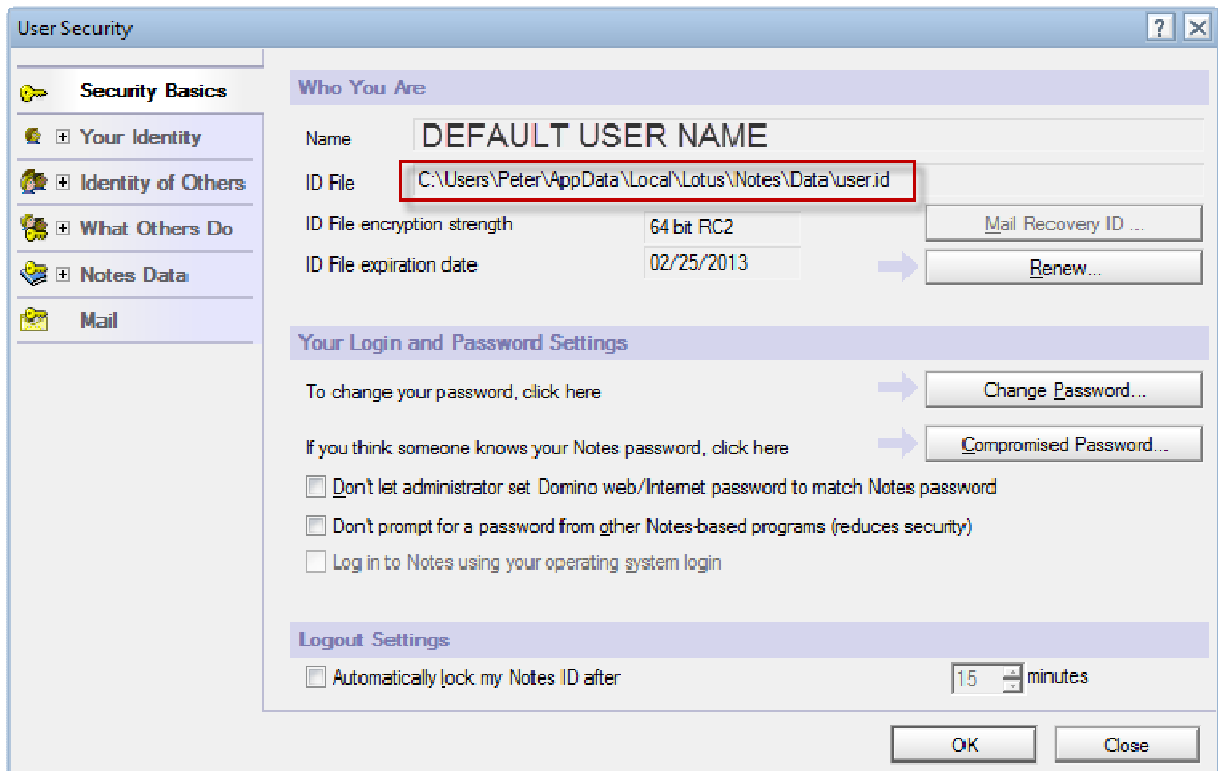 User Security
?
Security Basics
Your Identity
Identity of Others
What Others Do
Notes Data
Mail
Who You Are
Name DEFAULT USER NAME
ID File C:\Users\Peter\AppData\Local\Lotus\Notes\Data\user.id
ID File encryption strength 64 bit RC2 Mail Recovery ID ...
ID File expiration date 02/25/2013 Renew...
Your Login and Password Settings
To change your password, click here Change Password...
If you think someone knows your Notes password, click here Compromised Password...
Don't let administrator set Domino web/Internet password to match Notes password
Don't prompt for a password from other Notes-based programs (reduces security)
Log in to Notes using your operating system login
Logout Settings
Automatically lock my Notes ID after 15 minutes
OK Close